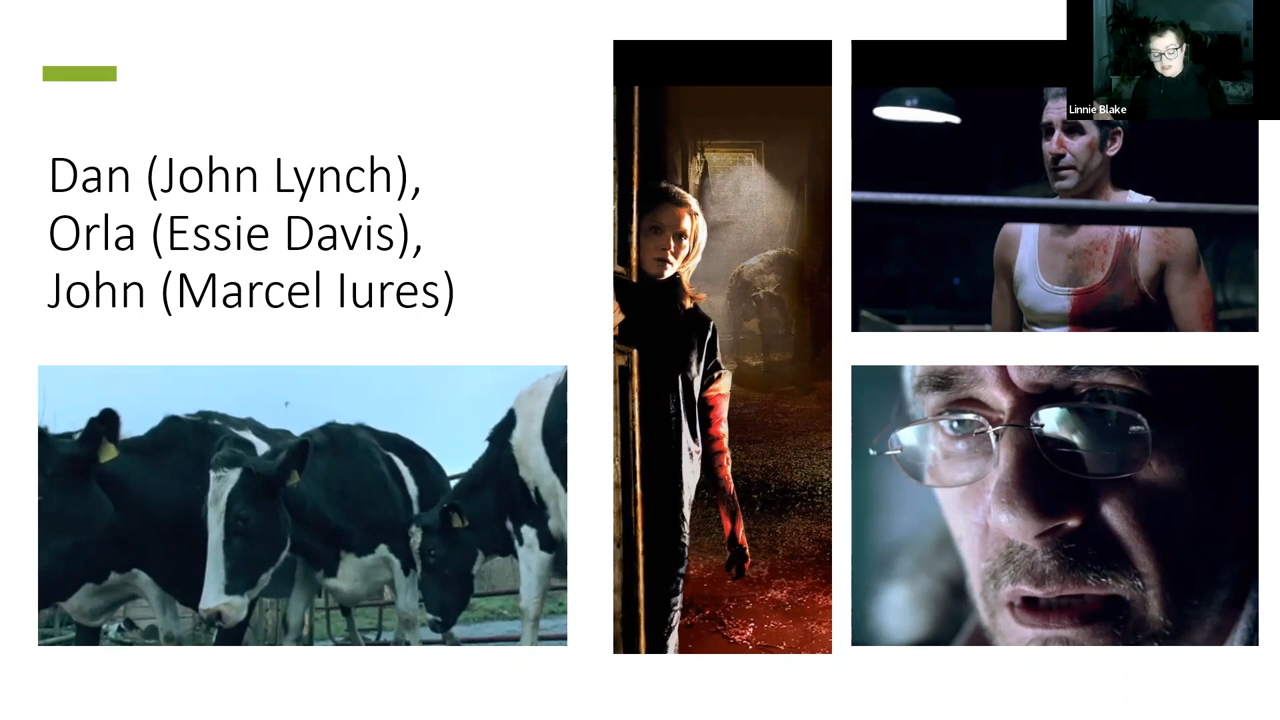 Dan (John Lynch),
Orla (Essie Davis),
John (Marcel Iures)
Linnie Blake